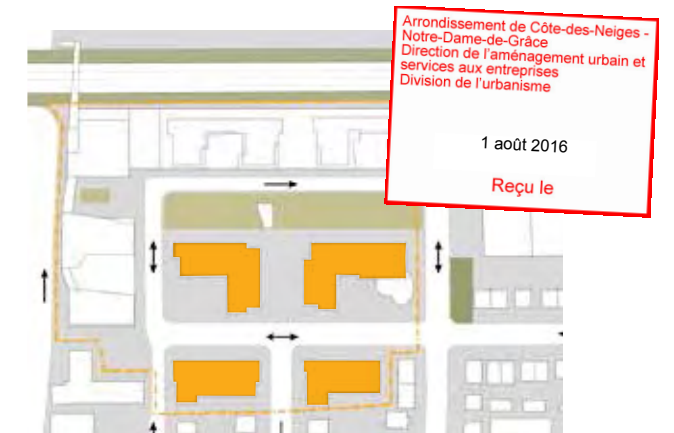 Arrondissement de Côte-des-Neiges -
Notre-Dame-de-Grâce
Direction de l'aménagement urbain et
services aux entreprises
Division de l'urbanisme
1 août 2016
Reçu le